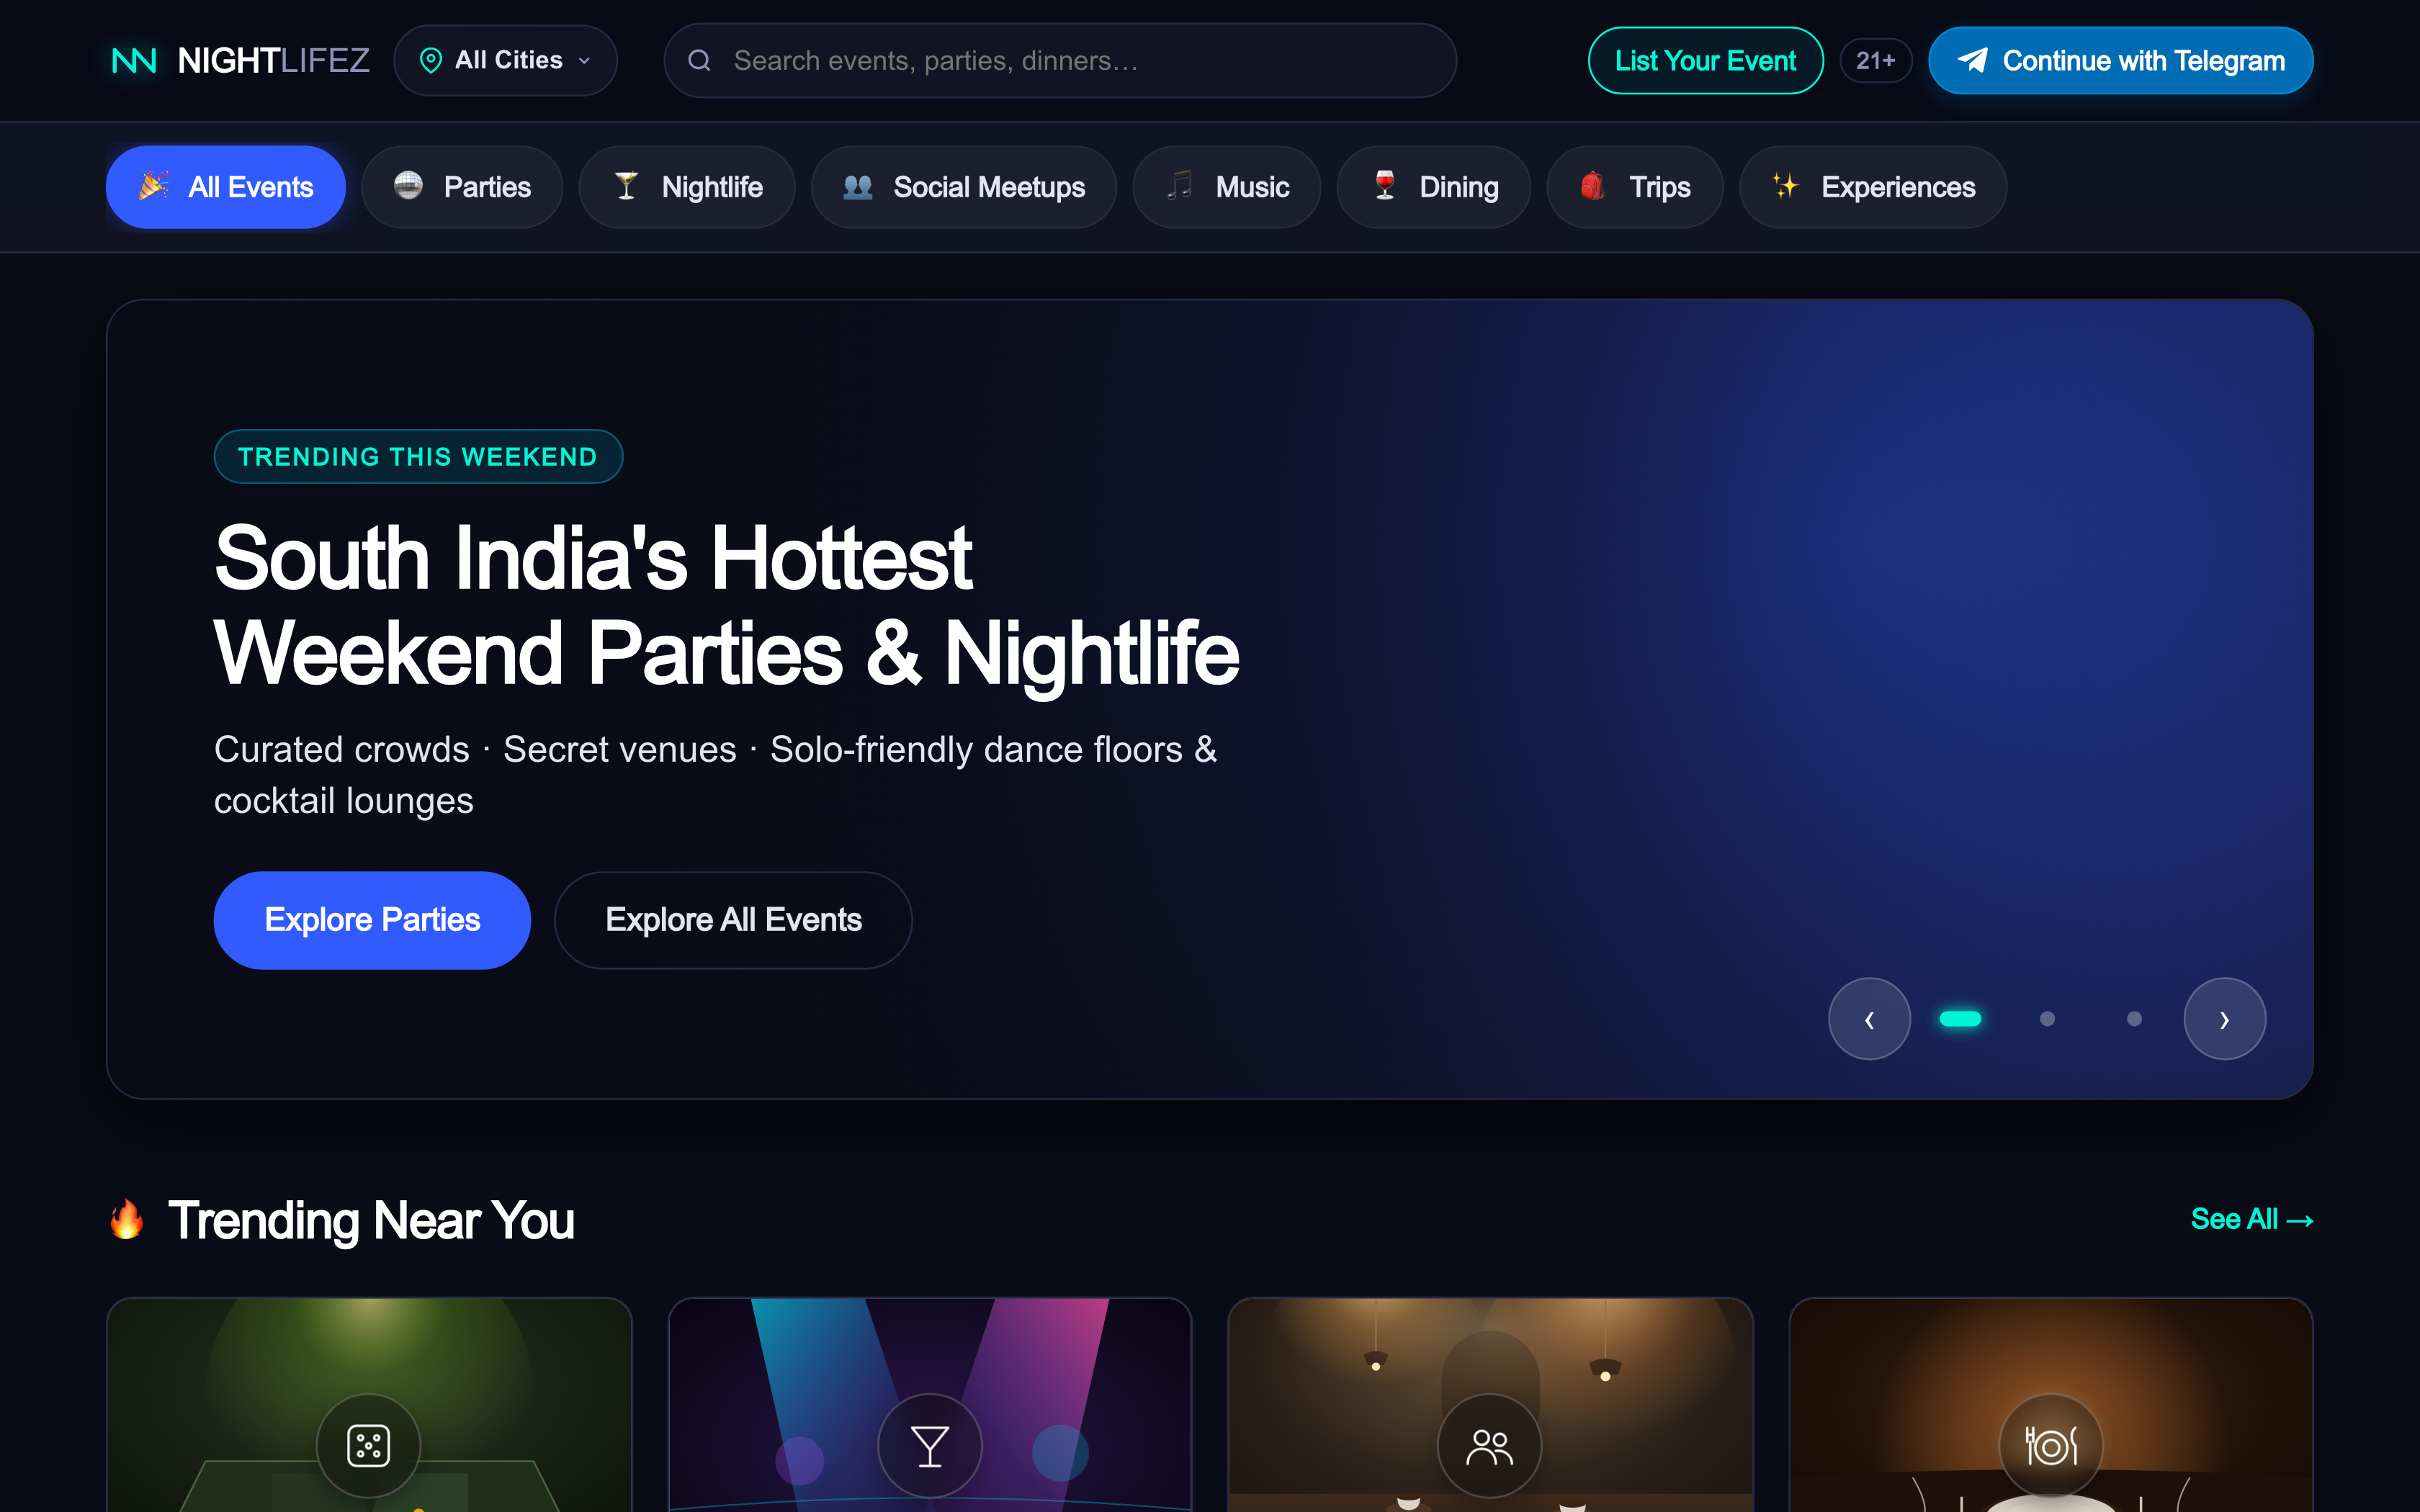 NIGHTLIFEZ
All Cities
Search events, parties, dinners…
List Your Event
21+
Continue with Telegram
All Events
Parties
Nightlife
Social Meetups
Music
Dining
Trips
Experiences
TRENDING THIS WEEKEND
South India's Hottest
Weekend Parties & Nightlife
Curated crowds · Secret venues · Solo-friendly dance floors &
cocktail lounges
Explore Parties
Explore All Events
‹
›
Trending Near You
See All →